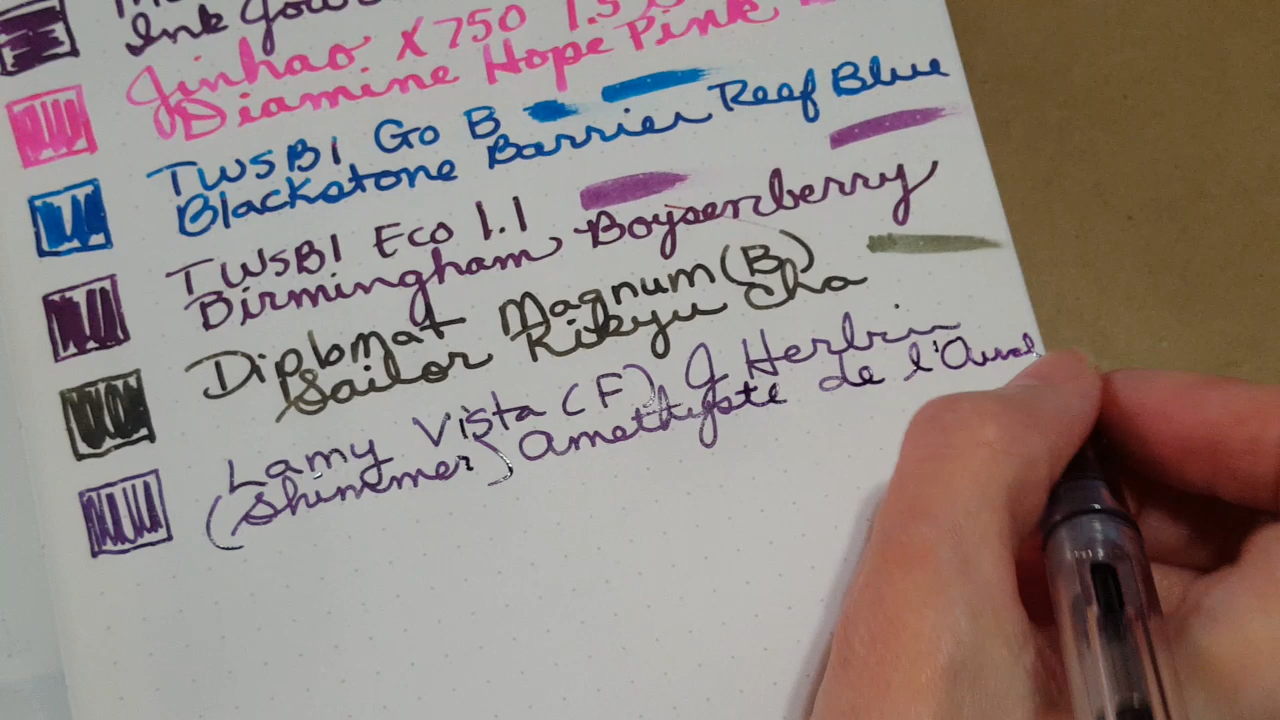 Ink
Jinhao X750 1.5
Diamine Hope Pink
TWSBI Go B
Blackstone Barrier Reef Blue
TWSBI Eco 1.1
Birmingham Boysenberry
Diplomat Magnum (B)
Sailor Rikyu Cha
Lamy Vista (F), J Herbin
(Shimmer) Amethyste de l'Oural